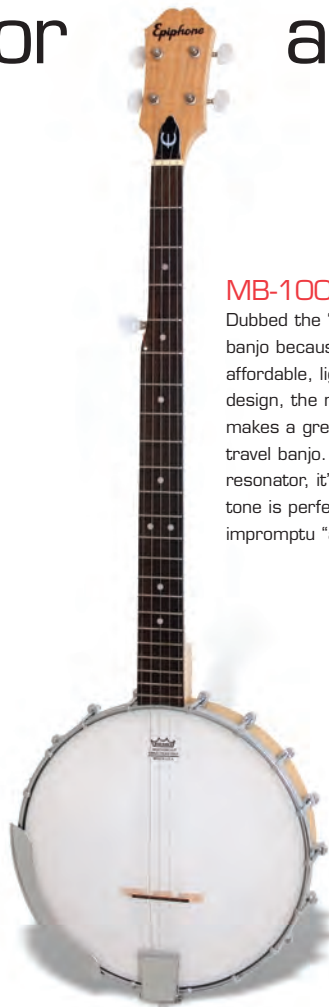 or a
Epiphone
MB-100
Dubbed the "
banjo becaus
affordable, lig
design, the n
makes a gre
travel banjo.
resonator, it'
tone is perfe
impromptu "a